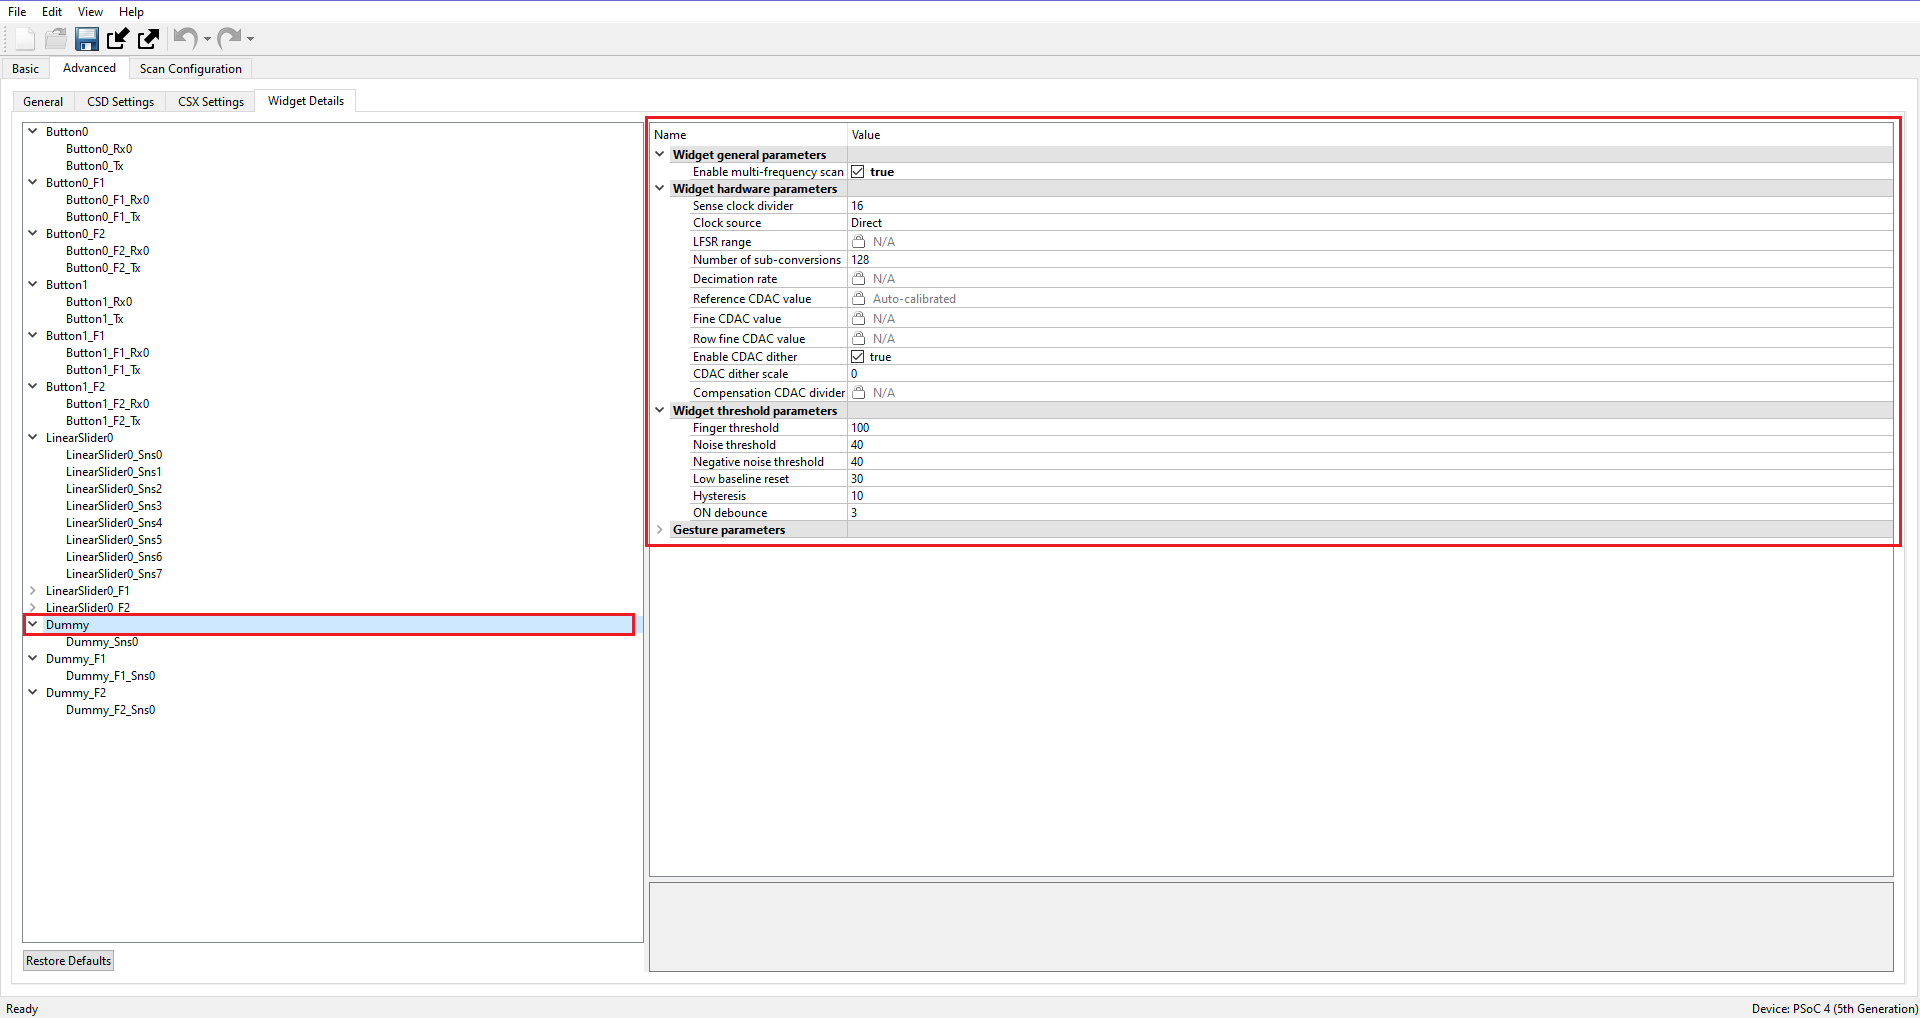 File Edit View Help
Basic Advanced Scan Configuration
General CSD Settings CSX Settings Widget Details
Button0
Button0_Rx0
Button0_Tx
Button0_F1
Button0_F1_Rx0
Button0_F1_Tx
Button0_F2
Button0_F2_Rx0
Button0_F2_Tx
Button1
Button1_Rx0
Button1_Tx
Button1_F1
Button1_F1_Rx0
Button1_F1_Tx
Button1_F2
Button1_F2_Rx0
Button1_F2_Tx
LinearSlider0
LinearSlider0_Sns0
LinearSlider0_Sns1
LinearSlider0_Sns2
LinearSlider0_Sns3
LinearSlider0_Sns4
LinearSlider0_Sns5
LinearSlider0_Sns6
LinearSlider0_Sns7
LinearSlider0_F1
LinearSlider0_F2
Dummy
Dummy_Sns0
Dummy_F1
Dummy_F1_Sns0
Dummy_F2
Dummy_F2_Sns0
Restore Defaults
Name Value
Widget general parameters
Enable multi-frequency scan true
Widget hardware parameters
Sense clock divider 16
Clock source Direct
LFSR range N/A
Number of sub-conversions 128
Decimation rate N/A
Reference CDAC value Auto-calibrated
Fine CDAC value N/A
Row fine CDAC value N/A
Enable CDAC dither true
CDAC dither scale 0
Compensation CDAC divider N/A
Widget threshold parameters
Finger threshold 100
Noise threshold 40
Negative noise threshold 40
Low baseline reset 30
Hysteresis 10
ON debounce 3
Gesture parameters
Ready Device: PSoC 4 (5th Generation)